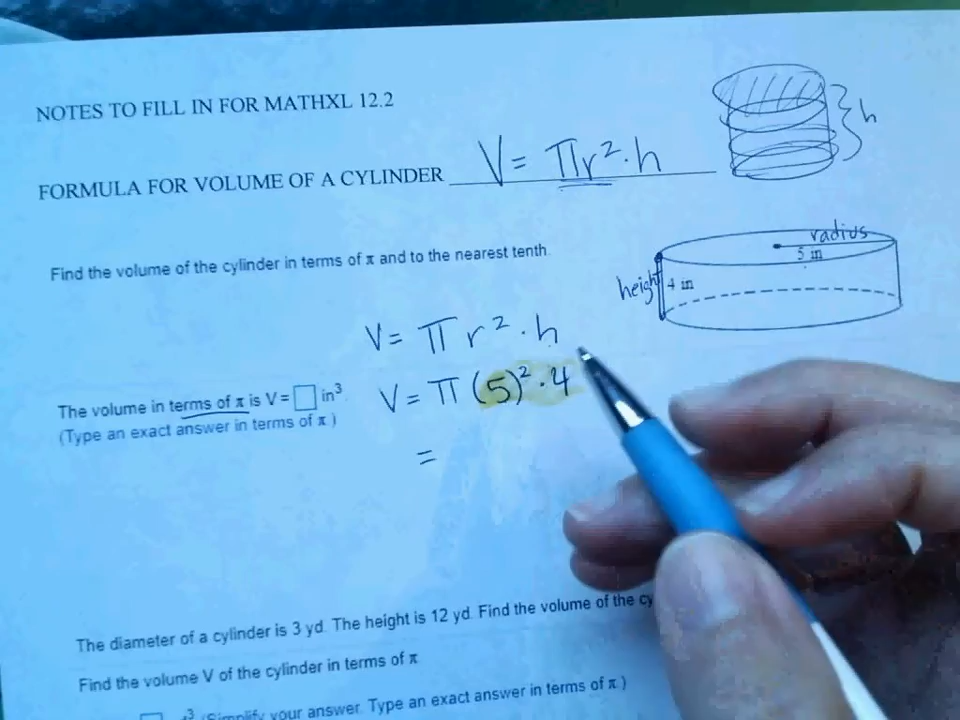 NOTES TO FILL IN FOR MATHXL 12.2
h
FORMULA FOR VOLUME OF A CYLINDER V = πr²·h
Find the volume of the cylinder in terms of π and to the nearest tenth.
radius
5 in
height 4 in
V = π r² · h
V = π (5)² · 4
The volume in terms of π is V = in³.
(Type an exact answer in terms of π.)
=
The diameter of a cylinder is 3 yd. The height is 12 yd. Find the volume of the
Find the volume V of the cylinder in terms of π
(Simplify your answer. Type an exact answer in terms of π.)